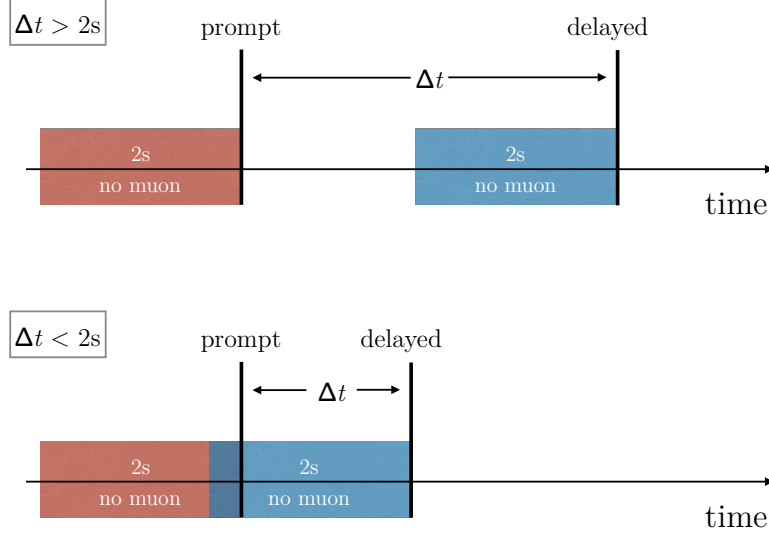 Δt > 2s
prompt
delayed
Δt
2s
no muon
2s
no muon
time
Δt < 2s
prompt
delayed
Δt
2s
no muon
2s
no muon
time